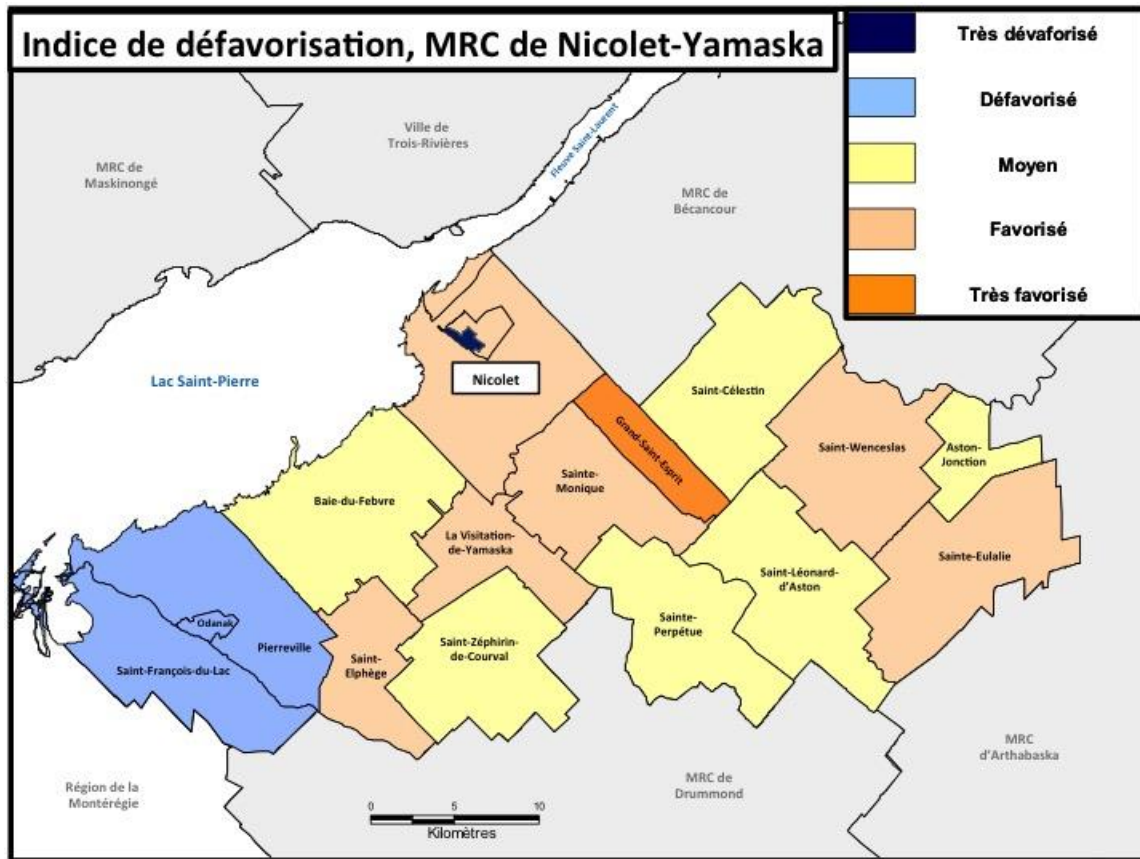 Indice de défavorisation, MRC de Nicolet-Yamaska
Très dévaforisé
Défavorisé
Moyen
Favorisé
Très favorisé
Ville de
Trois-Rivières
MRC de
Maskinongé
Fleuve Saint-Laurent
MRC de
Bécancour
Lac Saint-Pierre
Nicolet
Saint-Célestin
Grand-Saint-Esprit
Saint-Wenceslas
Aston-
Jonction
Sainte-
Monique
Baie-du-Febvre
La Visitation-
de-Yamaska
Sainte-Eulalie
Saint-Léonard-
d'Aston
Sainte-
Perpétue
Odanak
Pierreville
Saint-Zéphirin-
de-Courval
Saint-
Elphège
Saint-François-du-Lac
MRC
d'Arthabaska
MRC de
Drummond
Région de la
Montérégie
0 5 10
Kilomètres